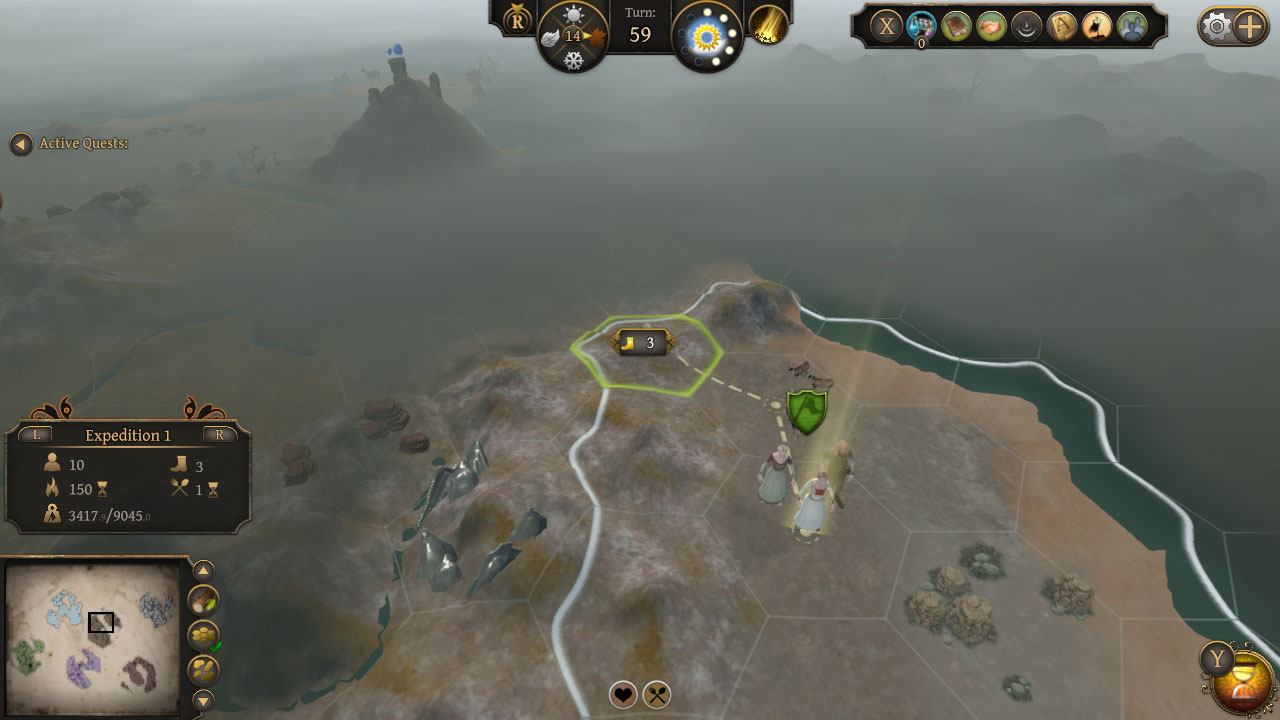 R
Turn:
14
59
X
0
Active Quests:
3
L
Expedition 1
R
10
3
150
1
3417.9/9045.0
Y